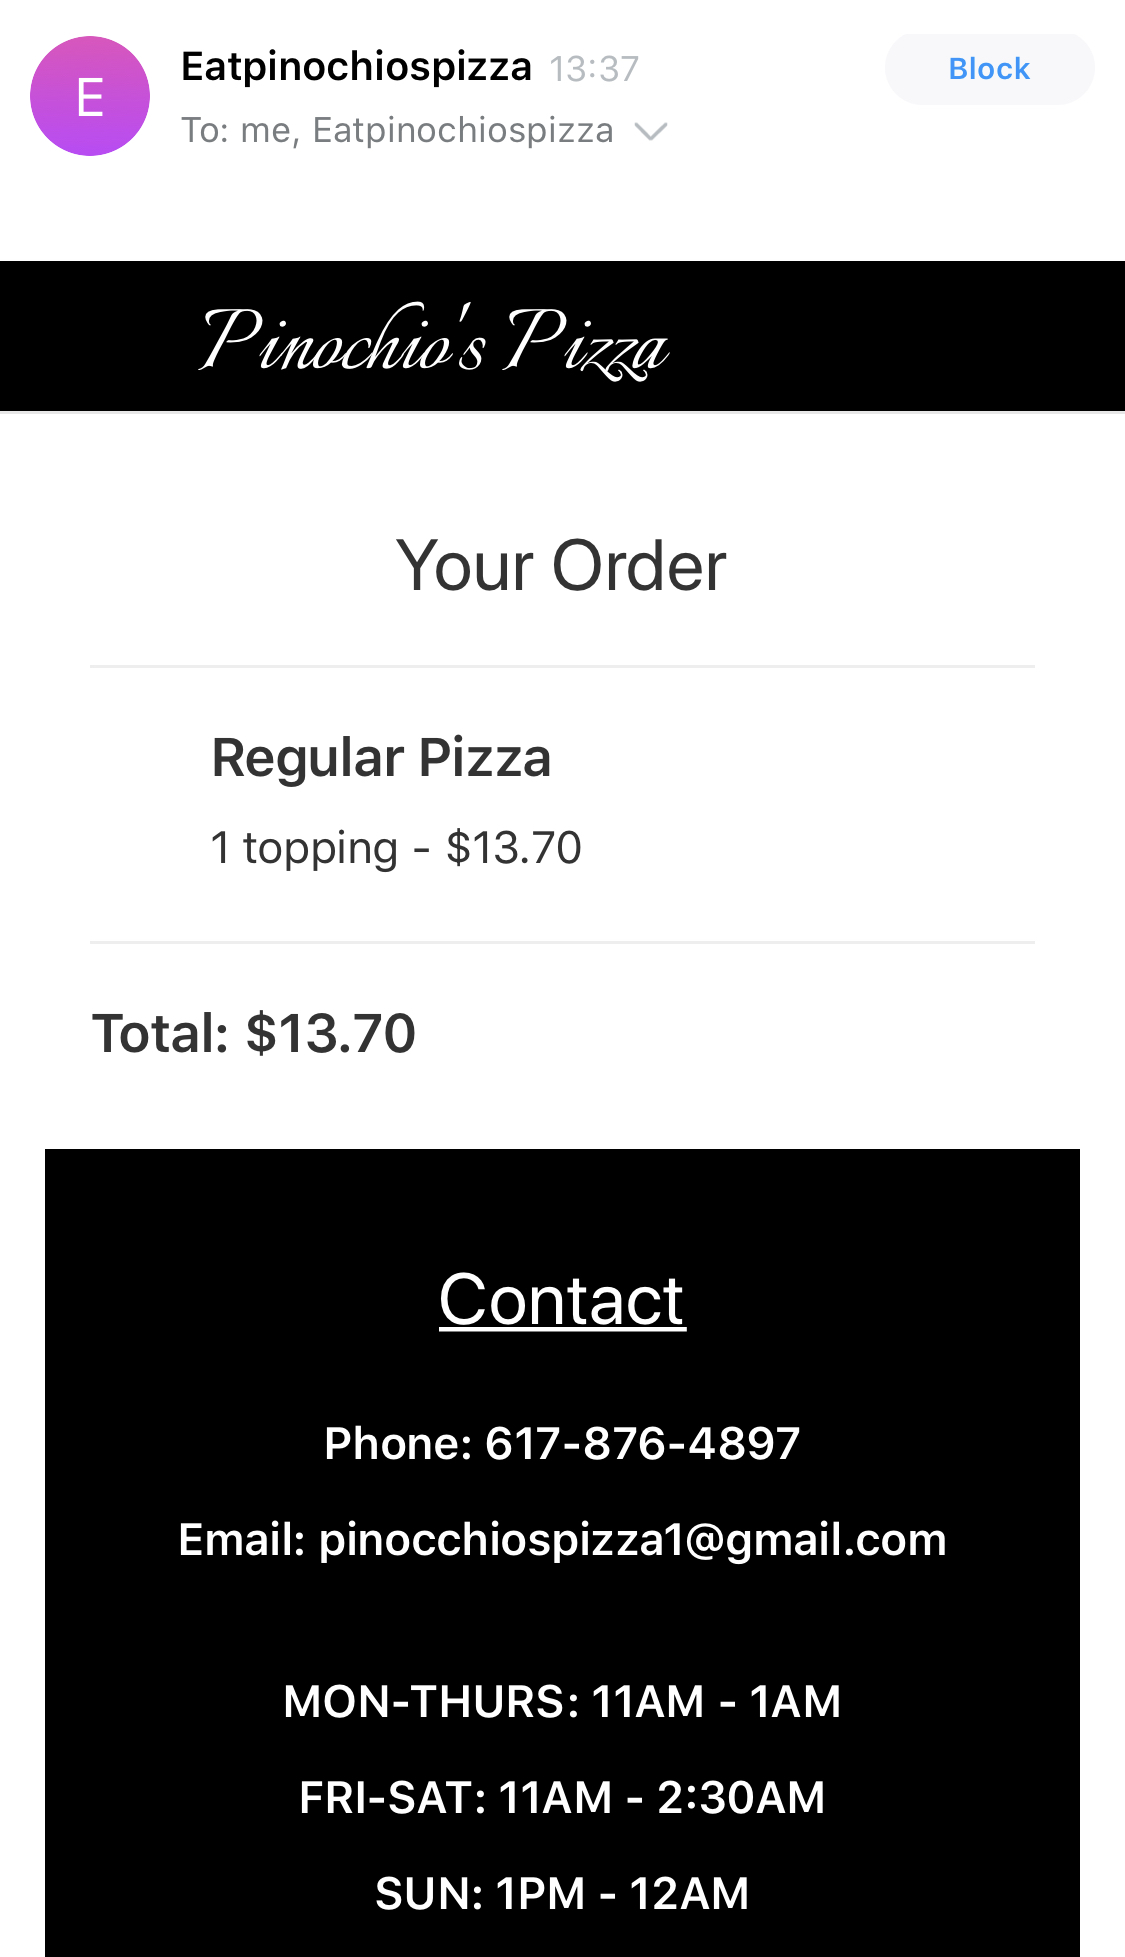 E
Eatpinochiospizza 13:37
Block
To: me, Eatpinochiospizza
Pinochio's Pizza
Your Order
Regular Pizza
1 topping - $13.70
Total: $13.70
Contact
Phone: 617-876-4897
Email: pinocchiospizza1@gmail.com
MON-THURS: 11AM - 1AM
FRI-SAT: 11AM - 2:30AM
SUN: 1PM - 12AM